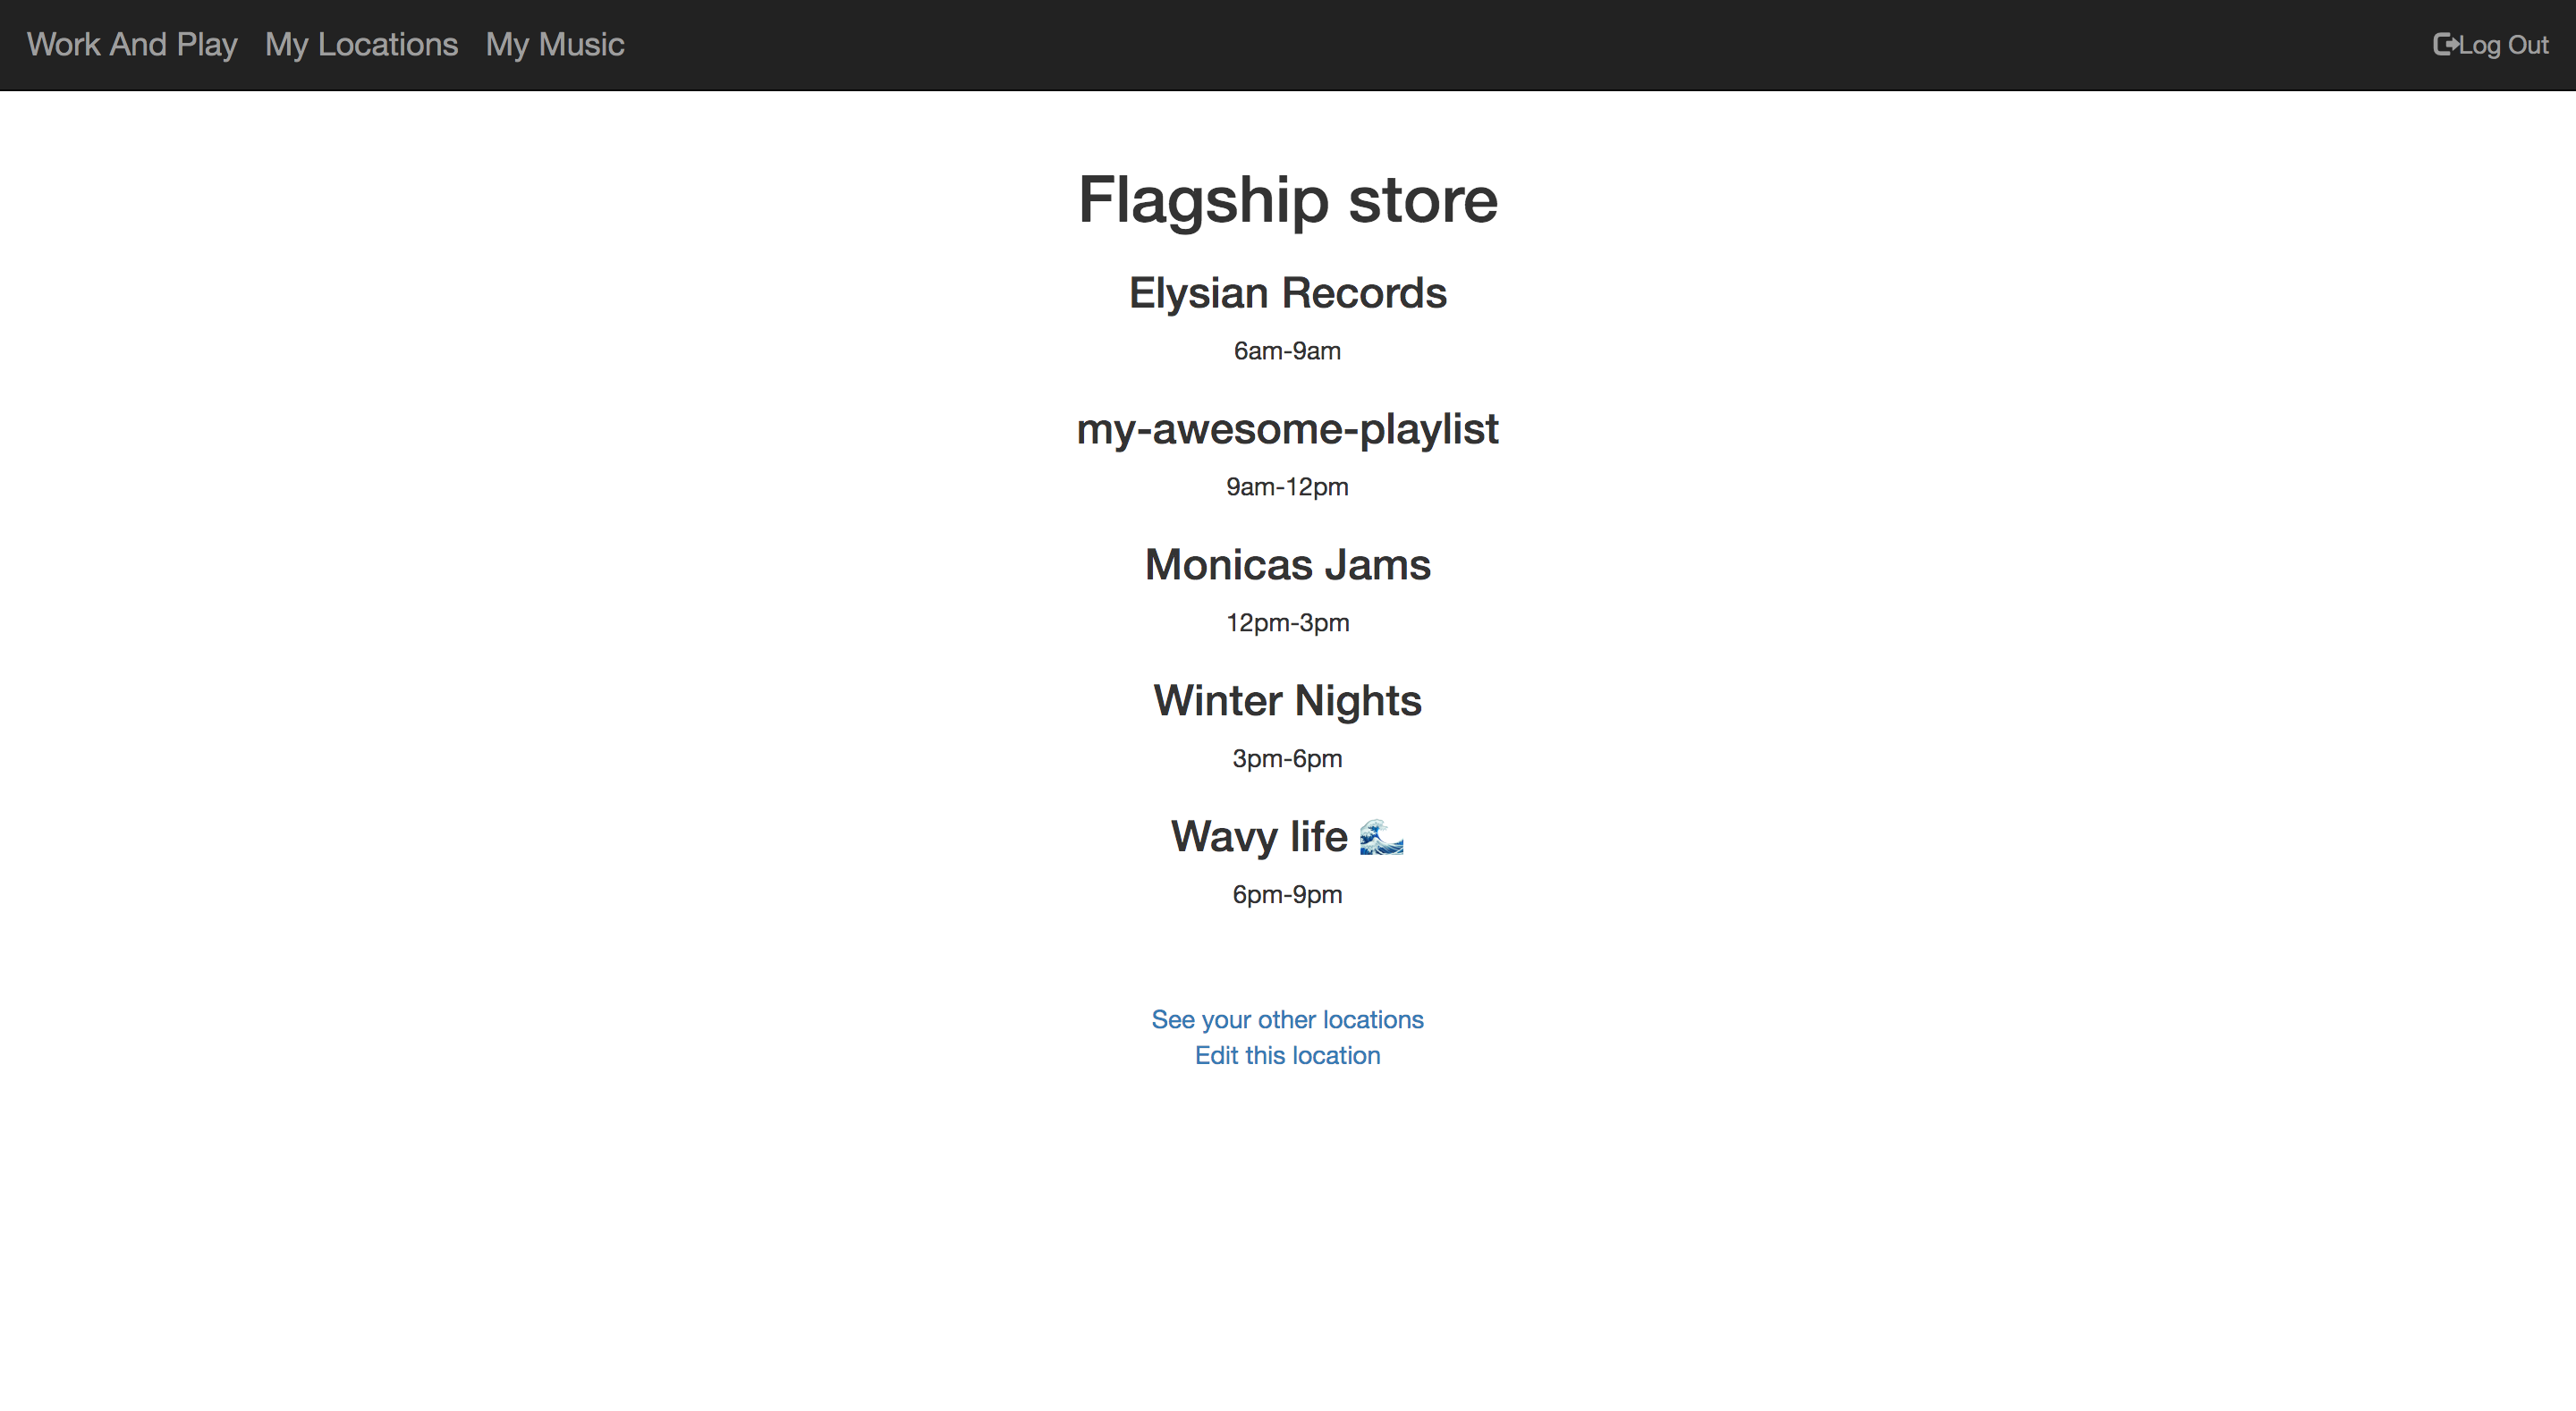 Work And Play My Locations My Music Log Out
Flagship store
Elysian Records
6am-9am
my-awesome-playlist
9am-12pm
Monicas Jams
12pm-3pm
Winter Nights
3pm-6pm
Wavy life 🌊
6pm-9pm
See your other locations
Edit this location